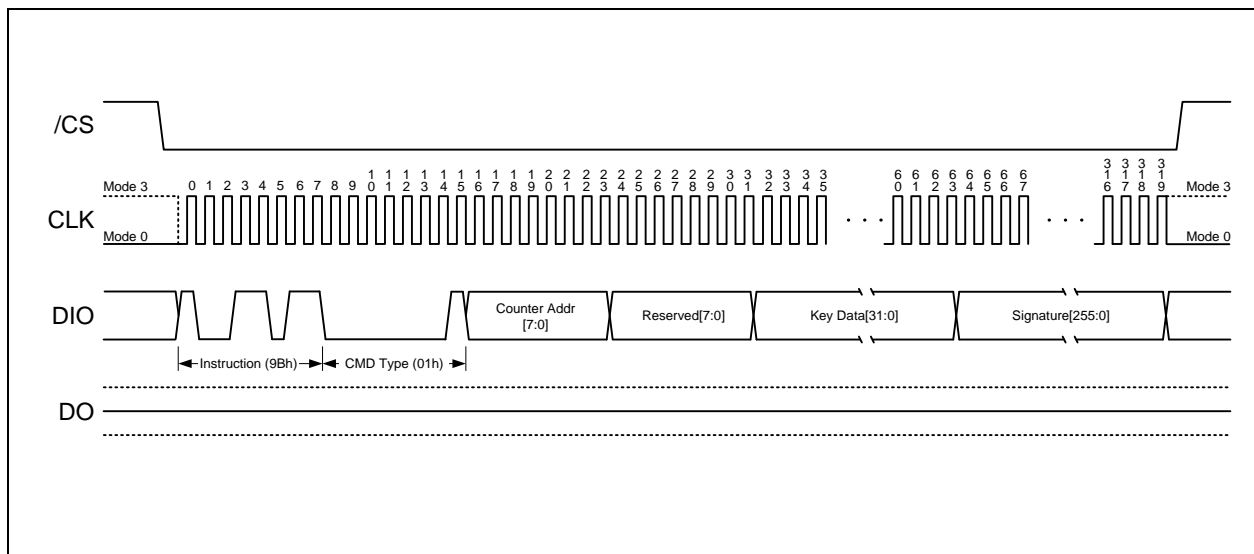 /CS
Mode 3
0 1 2 3 4 5 6 7 8 9 10 11 12 13 14 15 16 17 18 19 20 21 22 23 24 25 26 27 28 29 30 31 32 33 34 35 60 61 62 63 64 65 66 67 316 317 318 319
Mode 3
CLK
. . .
. . .
Mode 0
Mode 0
DIO
Counter Addr
[7:0]
Reserved[7:0]
Key Data[31:0]
Signature[255:0]
Instruction (9Bh)
CMD Type (01h)
DO